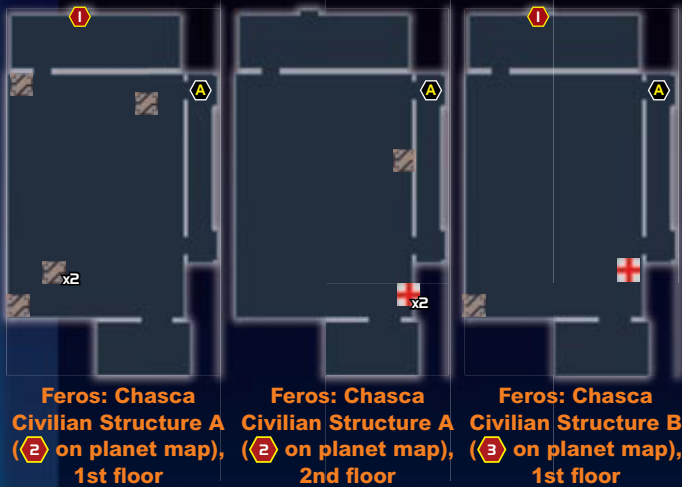 I
I
A
A
A
x2
x2
Feros: Chasca
Civilian Structure A
(2 on planet map),
1st floor
Feros: Chasca
Civilian Structure A
(2 on planet map),
2nd floor
Feros: Chasca
Civilian Structure B
(3 on planet map),
1st floor